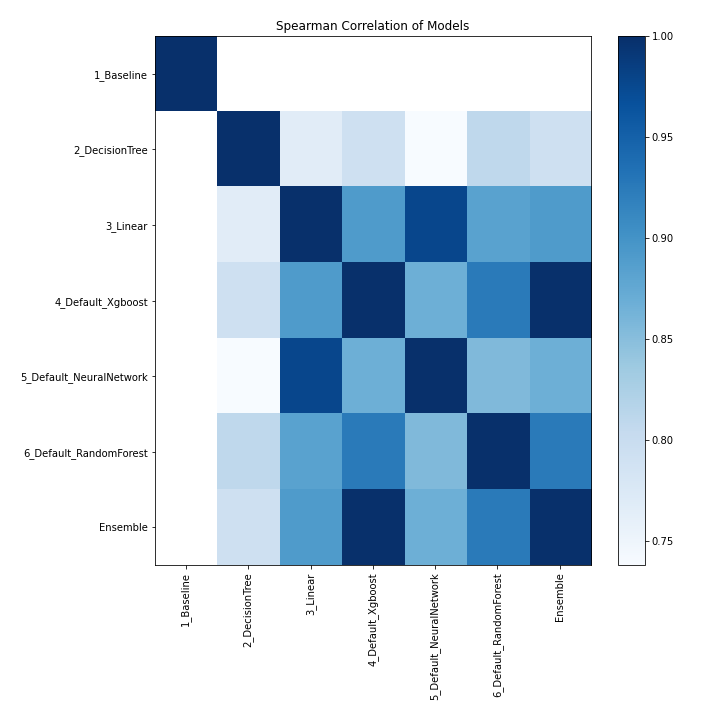 Spearman Correlation of Models
1_Baseline
2_DecisionTree
3_Linear
4_Default_Xgboost
5_Default_NeuralNetwork
6_Default_RandomForest
Ensemble
1_Baseline
2_DecisionTree
3_Linear
4_Default_Xgboost
5_Default_NeuralNetwork
6_Default_RandomForest
Ensemble
1.00
0.95
0.90
0.85
0.80
0.75